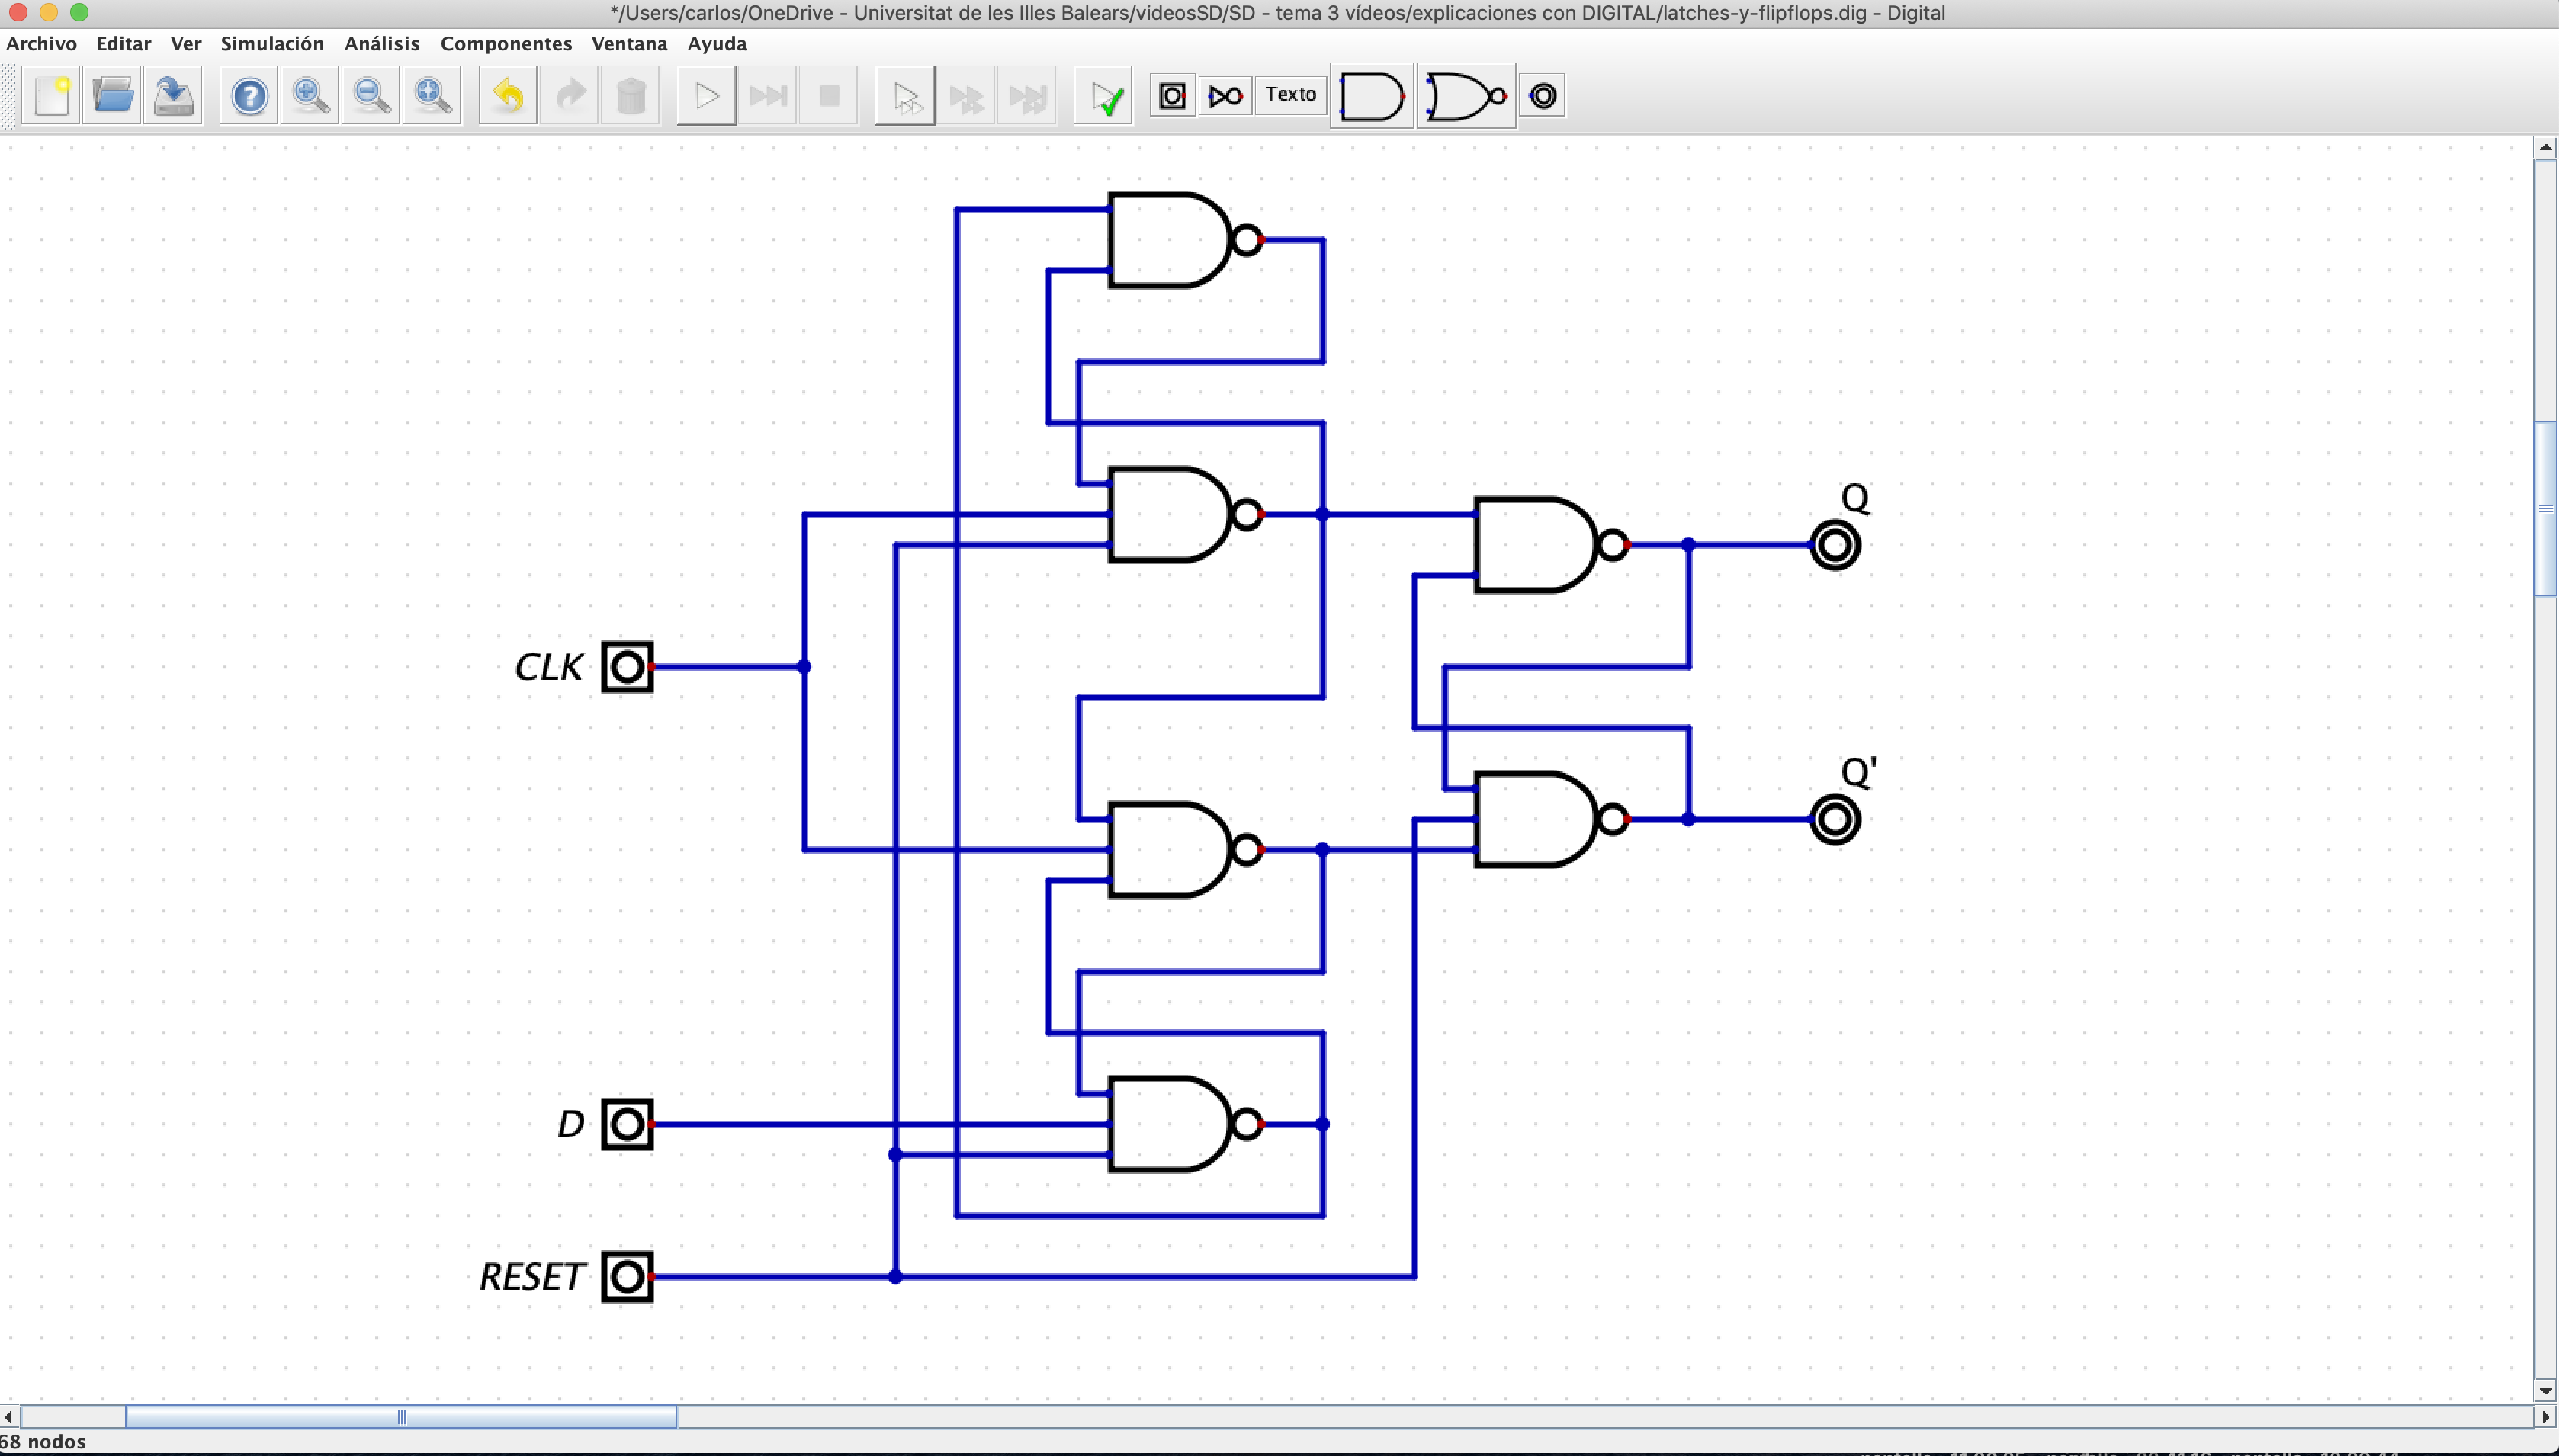 */Users/carlos/OneDrive - Universitat de les Illes Balears/videosSD/SD - tema 3 vídeos/explicaciones con DIGITAL/latches-y-flipflops.dig - Digital
Archivo Editar Ver Simulación Análisis Componentes Ventana Ayuda
Texto
Q
CLK
Q'
D
RESET
68 nodos